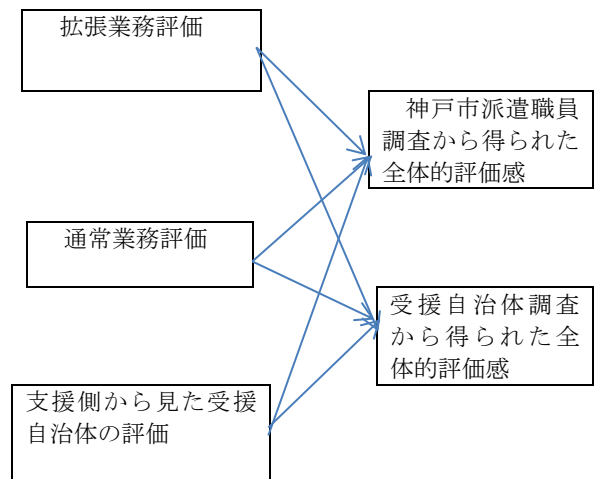 拡張業務評価
神戸市派遣職員
調査から得られた
全体的評価感
通常業務評価
受援自治体調査
から得られた全
体的評価感
支援側から見た受援
自治体の評価